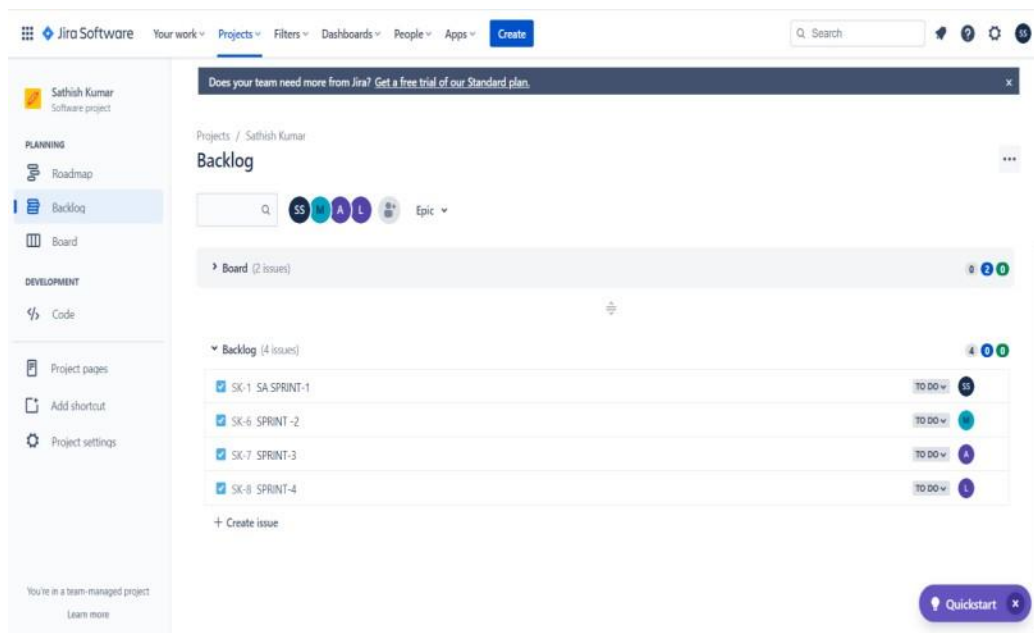 Jira Software Your work Projects Filters Dashboards People Apps Create Search SS
Does your team need more from Jira? Get a free trial of our Standard plan. x
Sathish Kumar
Software project
PLANNING
Roadmap
Backlog
Board
DEVELOPMENT
Code
Project pages
Add shortcut
Project settings
You're in a team-managed project
Learn more
Projects / Sathish Kumar
Backlog
SS M A L Epic
Board (2 issues) 0 2 0
Backlog (4 issues) 4 0 0
SK-1 SA SPRINT-1 TO DO SS
SK-6 SPRINT -2 TO DO M
SK-7 SPRINT-3 TO DO A
SK-8 SPRINT-4 TO DO L
+ Create issue
Quickstart x